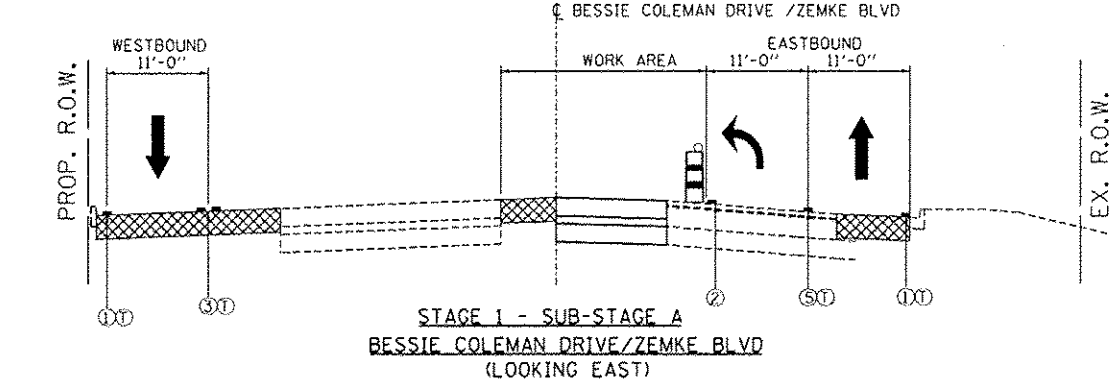 ℄ BESSIE COLEMAN DRIVE /ZEMKE BLVD
WESTBOUND
11'-0"
WORK AREA
EASTBOUND
11'-0"
11'-0"
PROP. R.O.W.
EX. R.O.W.
①Ⓣ
③Ⓣ
②
⑤Ⓣ
①Ⓣ
STAGE 1 - SUB-STAGE A
BESSIE COLEMAN DRIVE/ZEMKE BLVD
(LOOKING EAST)